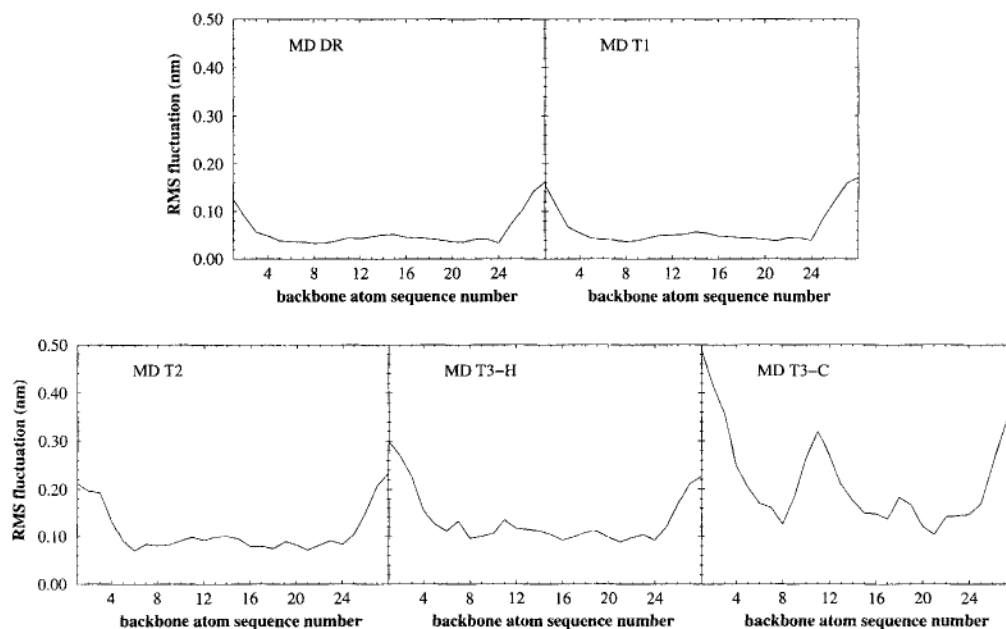 0.50
MD DR
MD T1
0.40
0.30
0.20
0.10
0.00
RMS fluctuation (nm)
4 8 12 16 20 24 4 8 12 16 20 24
backbone atom sequence number backbone atom sequence number
0.50
MD T2
MD T3-H
MD T3-C
0.40
0.30
0.20
0.10
0.00
RMS fluctuation (nm)
4 8 12 16 20 24 4 8 12 16 20 24 4 8 12 16 20 24
backbone atom sequence number backbone atom sequence number backbone atom sequence number